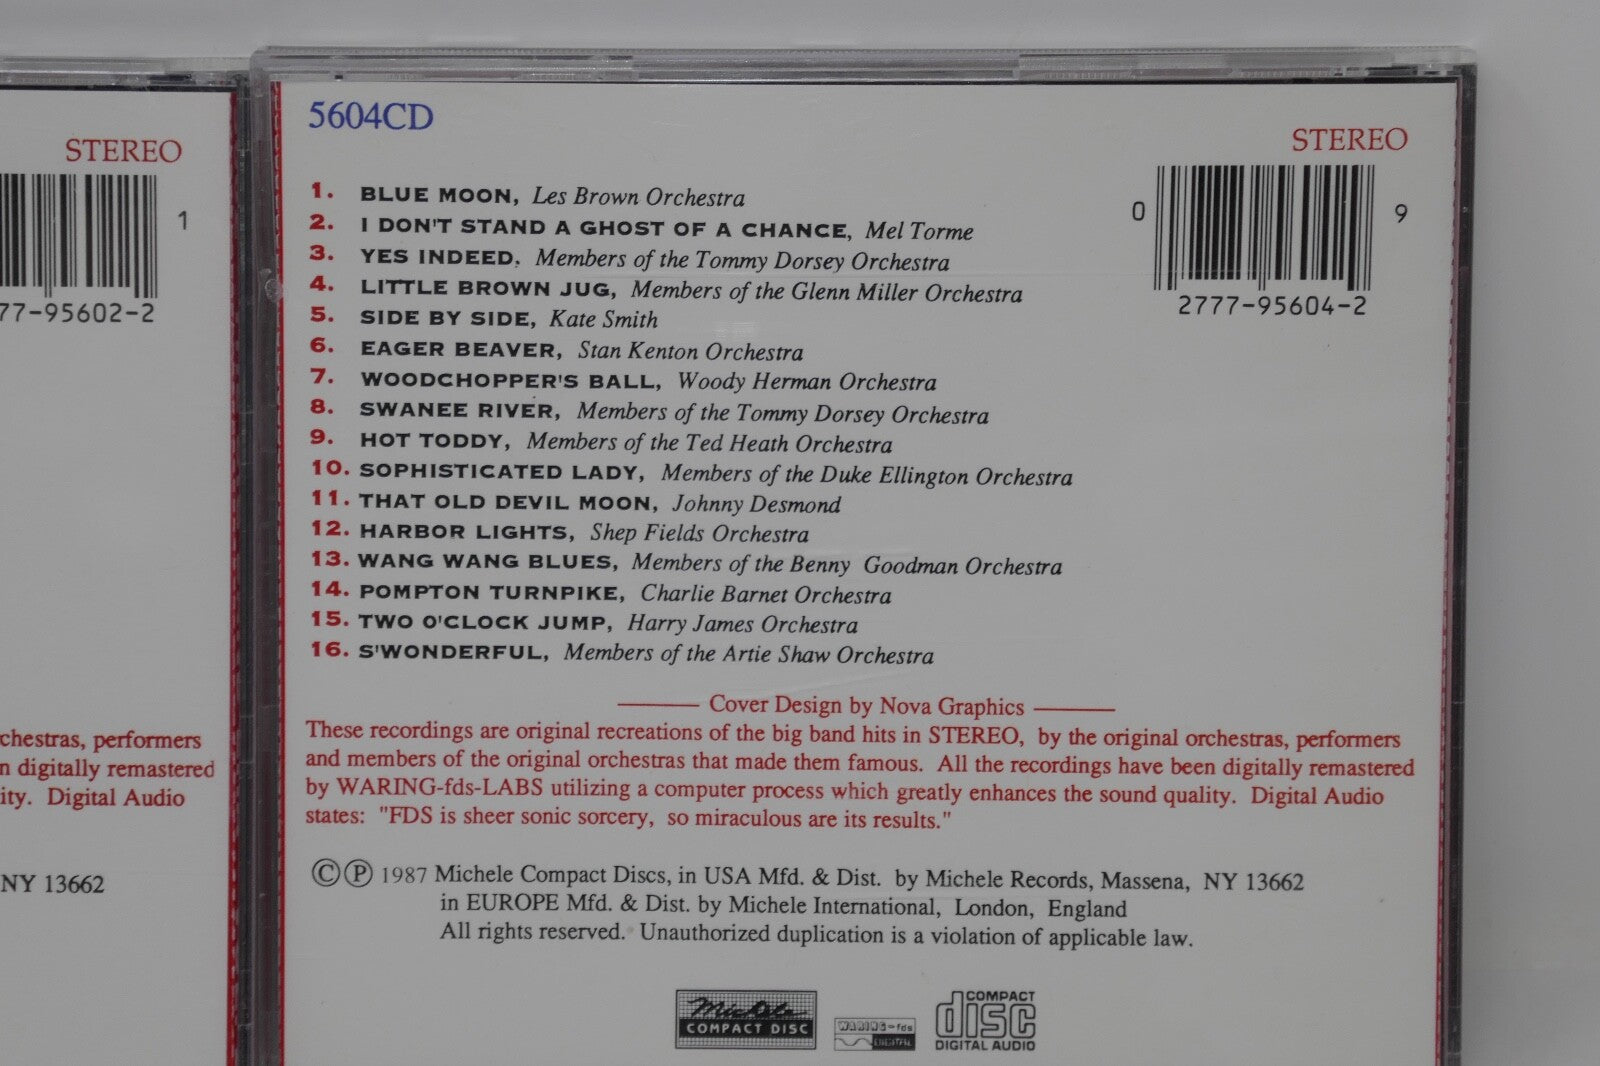 STEREO
1
77-95602-2
chestras, performers
n digitally remastered
ity. Digital Audio
NY 13662
5604CD
STEREO
0 9
2777-95604-2
1. BLUE MOON, Les Brown Orchestra
2. I DON'T STAND A GHOST OF A CHANCE, Mel Torme
3. YES INDEED, Members of the Tommy Dorsey Orchestra
4. LITTLE BROWN JUG, Members of the Glenn Miller Orchestra
5. SIDE BY SIDE, Kate Smith
6. EAGER BEAVER, Stan Kenton Orchestra
7. WOODCHOPPER'S BALL, Woody Herman Orchestra
8. SWANEE RIVER, Members of the Tommy Dorsey Orchestra
9. HOT TODDY, Members of the Ted Heath Orchestra
10. SOPHISTICATED LADY, Members of the Duke Ellington Orchestra
11. THAT OLD DEVIL MOON, Johnny Desmond
12. HARBOR LIGHTS, Shep Fields Orchestra
13. WANG WANG BLUES, Members of the Benny Goodman Orchestra
14. POMPTON TURNPIKE, Charlie Barnet Orchestra
15. TWO O'CLOCK JUMP, Harry James Orchestra
16. S'WONDERFUL, Members of the Artie Shaw Orchestra
Cover Design by Nova Graphics
These recordings are original recreations of the big band hits in STEREO, by the original orchestras, performers
and members of the original orchestras that made them famous. All the recordings have been digitally remastered
by WARING-fds-LABS utilizing a computer process which greatly enhances the sound quality. Digital Audio
states: "FDS is sheer sonic sorcery, so miraculous are its results."
©℗ 1987 Michele Compact Discs, in USA Mfd. & Dist. by Michele Records, Massena, NY 13662
in EUROPE Mfd. & Dist. by Michele International, London, England
All rights reserved. Unauthorized duplication is a violation of applicable law.
Michele
COMPACT DISC
WARING-fds
DIGITAL
COMPACT
disc
DIGITAL AUDIO